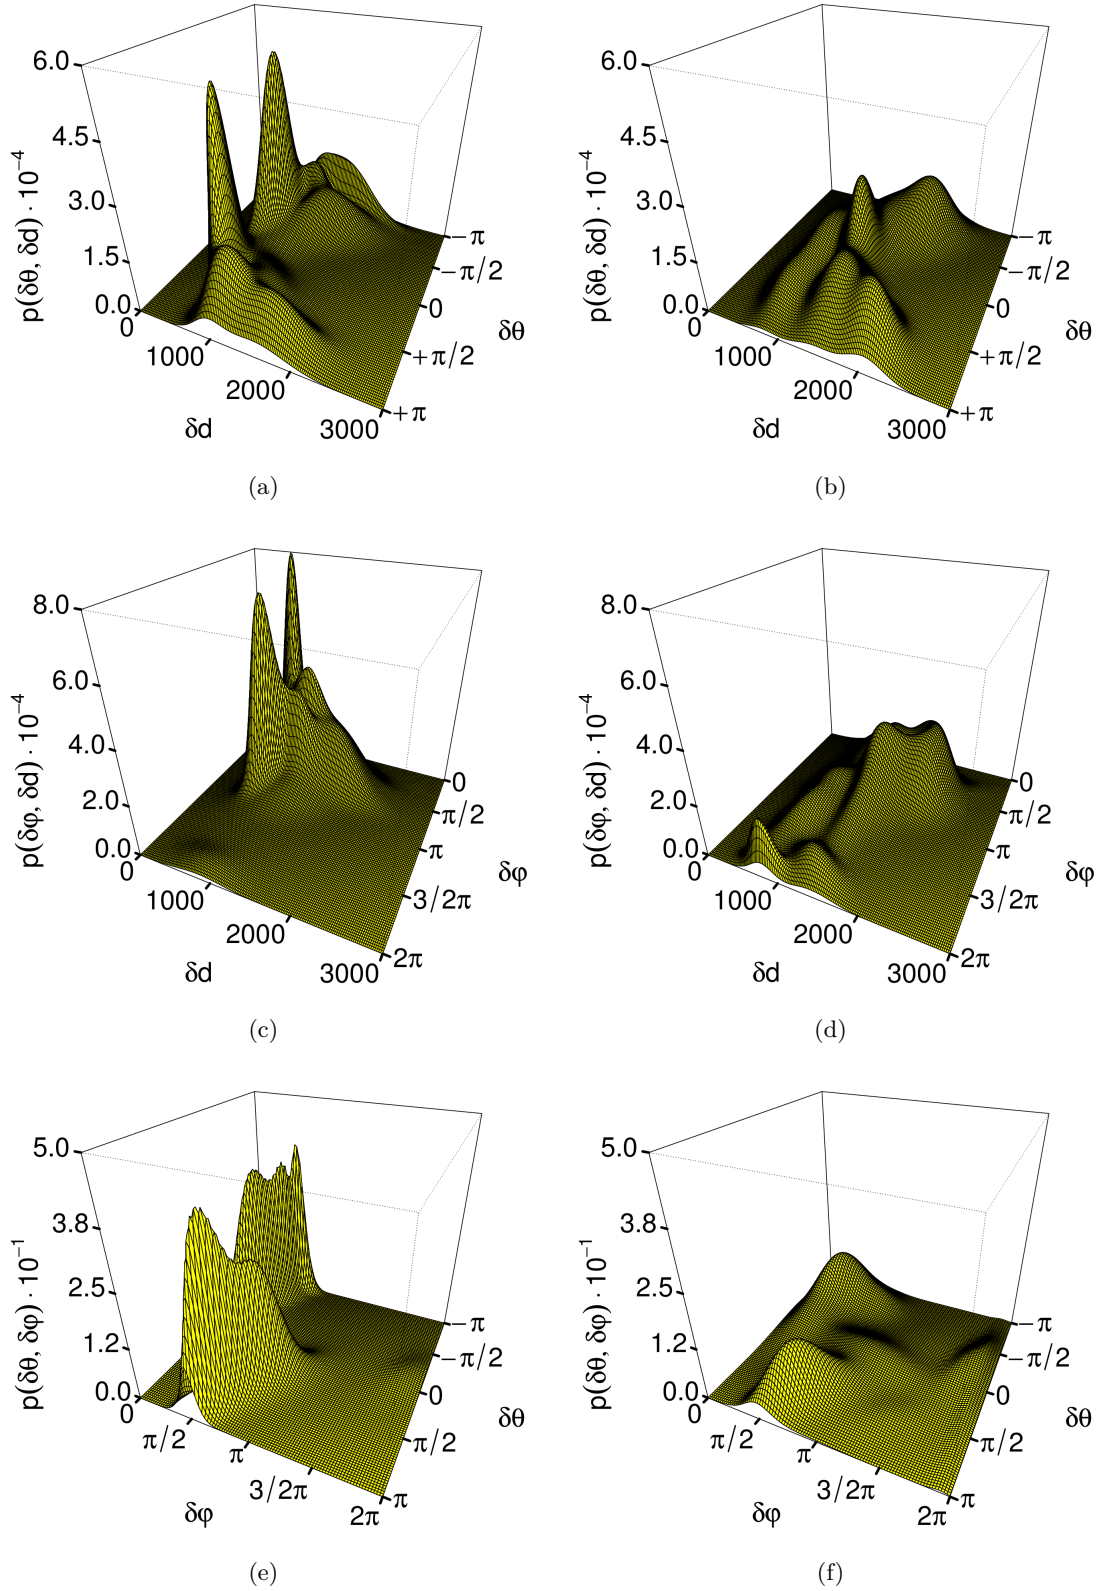 6.0
4.5
3.0
1.5
0.0
p(δθ, δd) · 10⁻⁴
0
1000
2000
3000
δd
−π
−π/2
0
+π/2
+π
δθ
(a)
6.0
4.5
3.0
1.5
0.0
p(δθ, δd) · 10⁻⁴
0
1000
2000
3000
δd
−π
−π/2
0
+π/2
+π
δθ
(b)
8.0
6.0
4.0
2.0
0.0
p(δφ, δd) · 10⁻⁴
0
1000
2000
3000
δd
0
π/2
π
3/2π
2π
δφ
(c)
8.0
6.0
4.0
2.0
0.0
p(δφ, δd) · 10⁻⁴
0
1000
2000
3000
δd
0
π/2
π
3/2π
2π
δφ
(d)
5.0
3.8
2.5
1.2
0.0
p(δθ, δφ) · 10⁻¹
0
π/2
π
3/2π
2π
δφ
−π
−π/2
0
π/2
π
δθ
(e)
5.0
3.8
2.5
1.2
0.0
p(δθ, δφ) · 10⁻¹
0
π/2
π
3/2π
2π
δφ
−π
−π/2
0
π/2
π
δθ
(f)